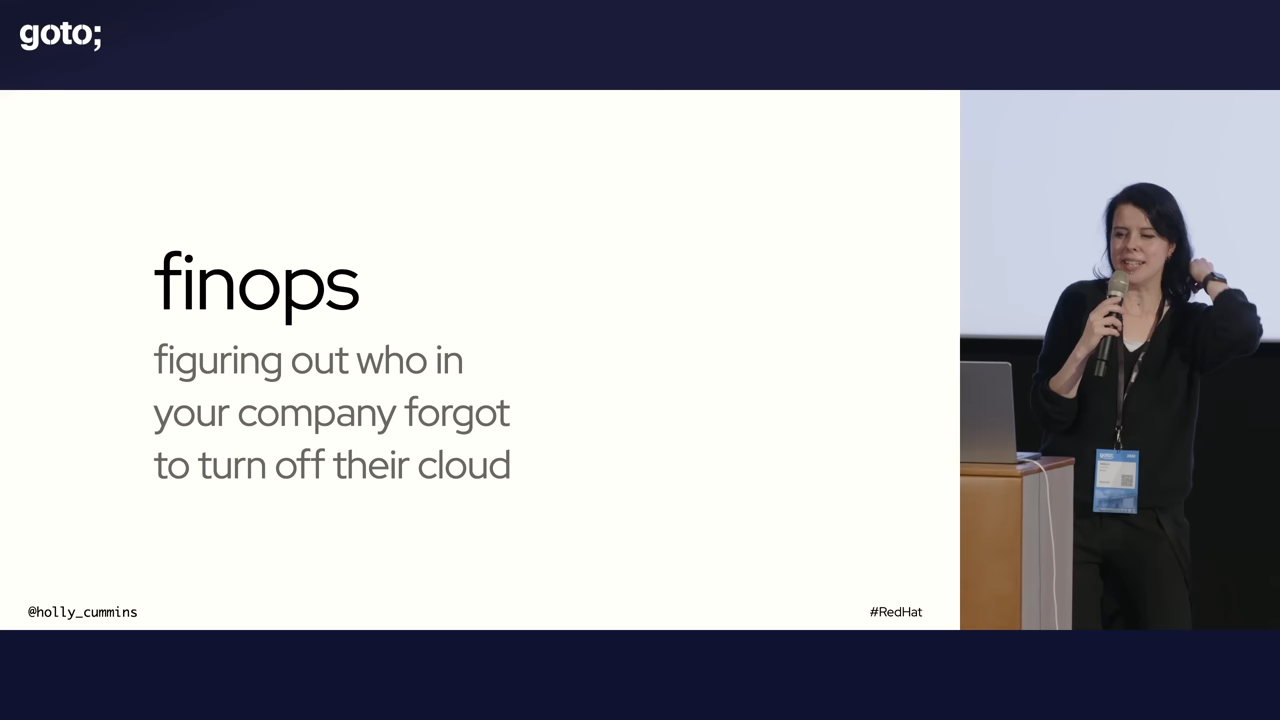 goto;
finops
figuring out who in
your company forgot
to turn off their cloud
@holly_cummins
#RedHat